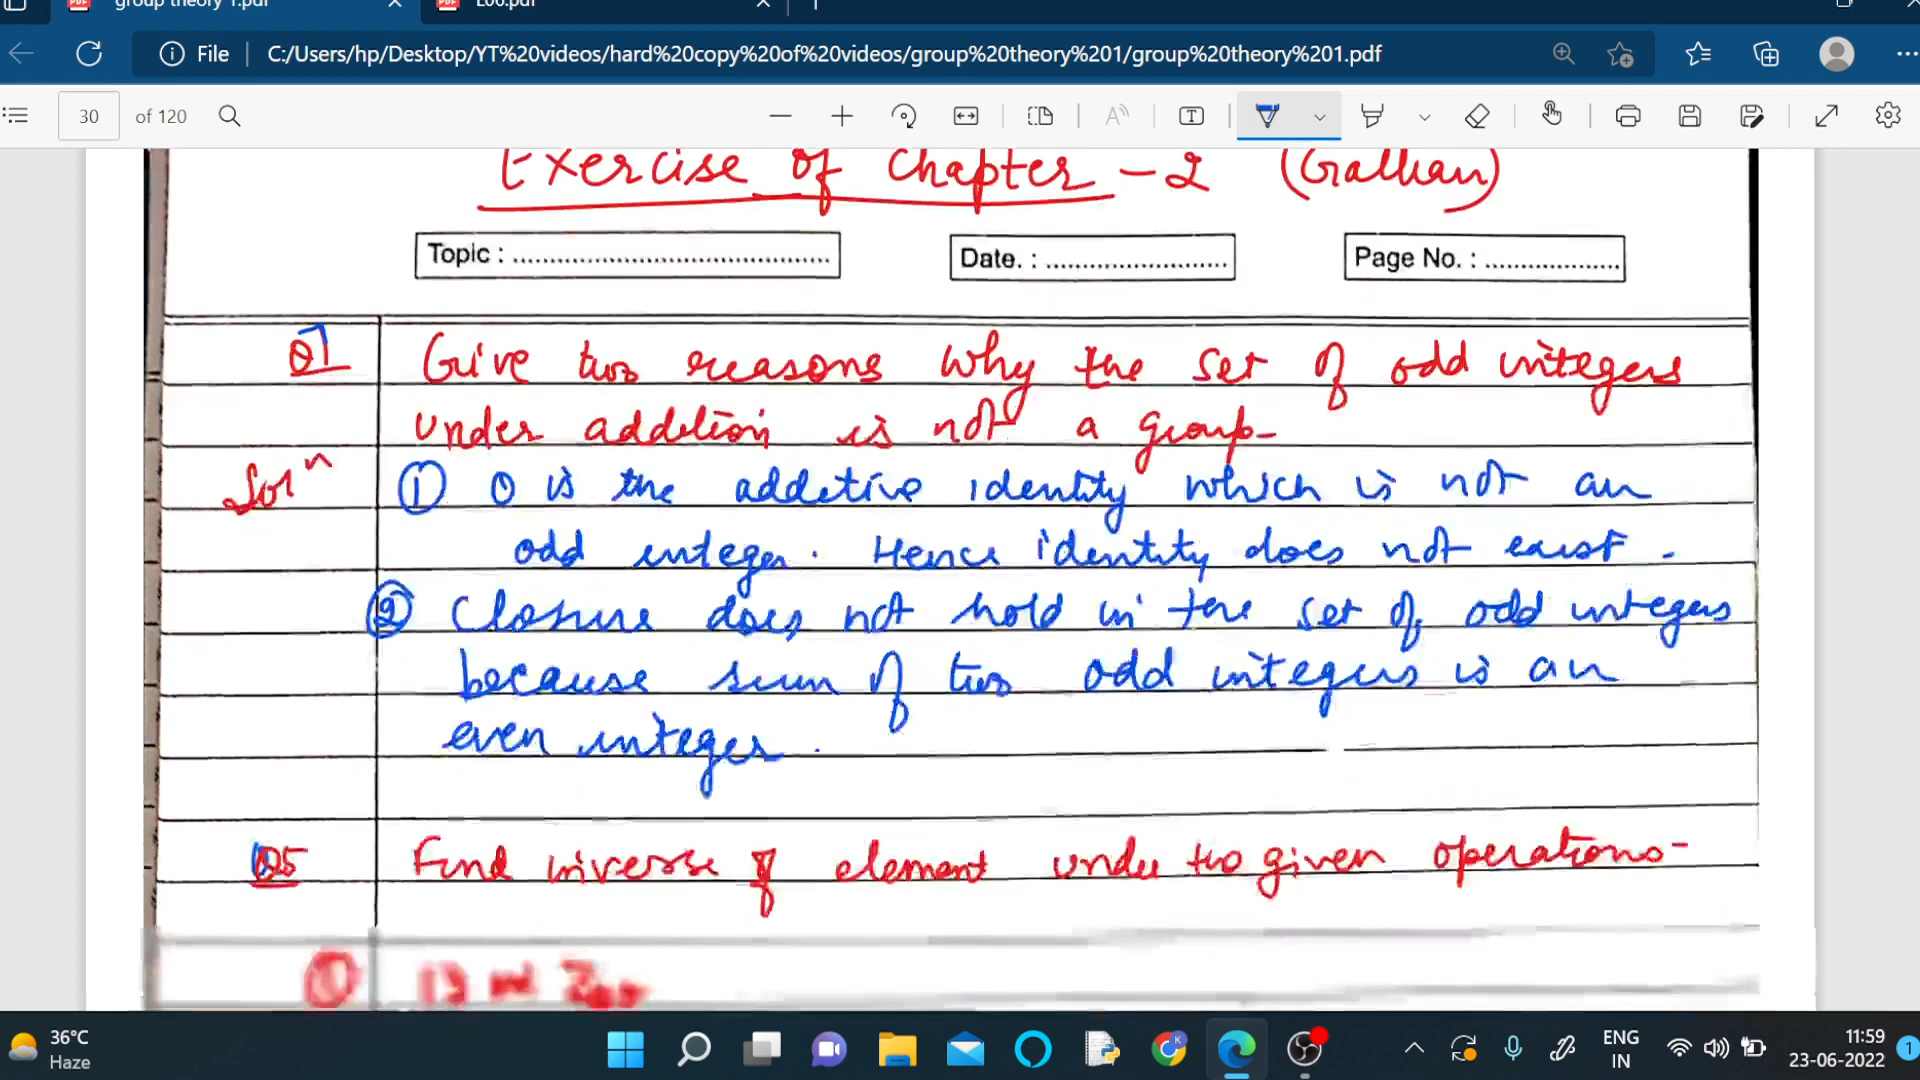 group theory 1.pdf
L06.pdf
File C:/Users/hp/Desktop/YT%20videos/hard%20copy%20of%20videos/group%20theory%201/group%20theory%201.pdf
30 of 120
Exercise of Chapter - 2 (Gallian)
Topic : ........................................
Date. : .......................
Page No. : .................
Q1 Give two reasons why the set of odd integers
under addition is not a group-
Solⁿ ① 0 is the additive identity which is not an
odd integer. Hence identity does not exist.
② Closure does not hold in the set of odd integers
because sum of two odd integers is an
even integer.
Q5 Find inverse of element under the given operations-
①
36°C
Haze
ENG
IN
11:59
23-06-2022
1